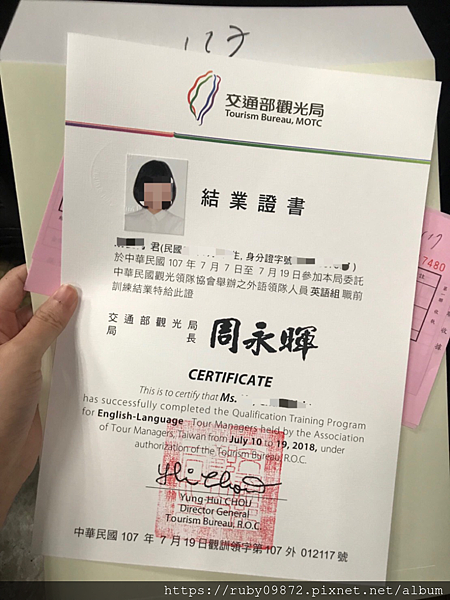 117
交通部觀光局
Tourism Bureau, MOTC
結業證書
君(民國 生, 身分證字號 )
於中華民國 107 年 7 月 7 日至 7 月 19 日參加本局委託
中華民國觀光領隊協會舉辦之外語領隊人員 英語組 職前
訓練結業特給此證
交通部觀光局
局長 周永暉
CERTIFICATE
This is to certify that Ms.
has successfully completed the Qualification Training Program
for English-Language Tour Managers held by the Association
of Tour Managers, Taiwan from July 10 to 19, 2018, under
authorization of the Tourism Bureau, R.O.C.
Yung-Hui CHOU
Director General
Tourism Bureau, R.O.C.
中華民國 107 年 7 月 19 日觀訓領字第 107 外 012117 號
7480
117
收據
https://ruby09872.pixnet.net/album